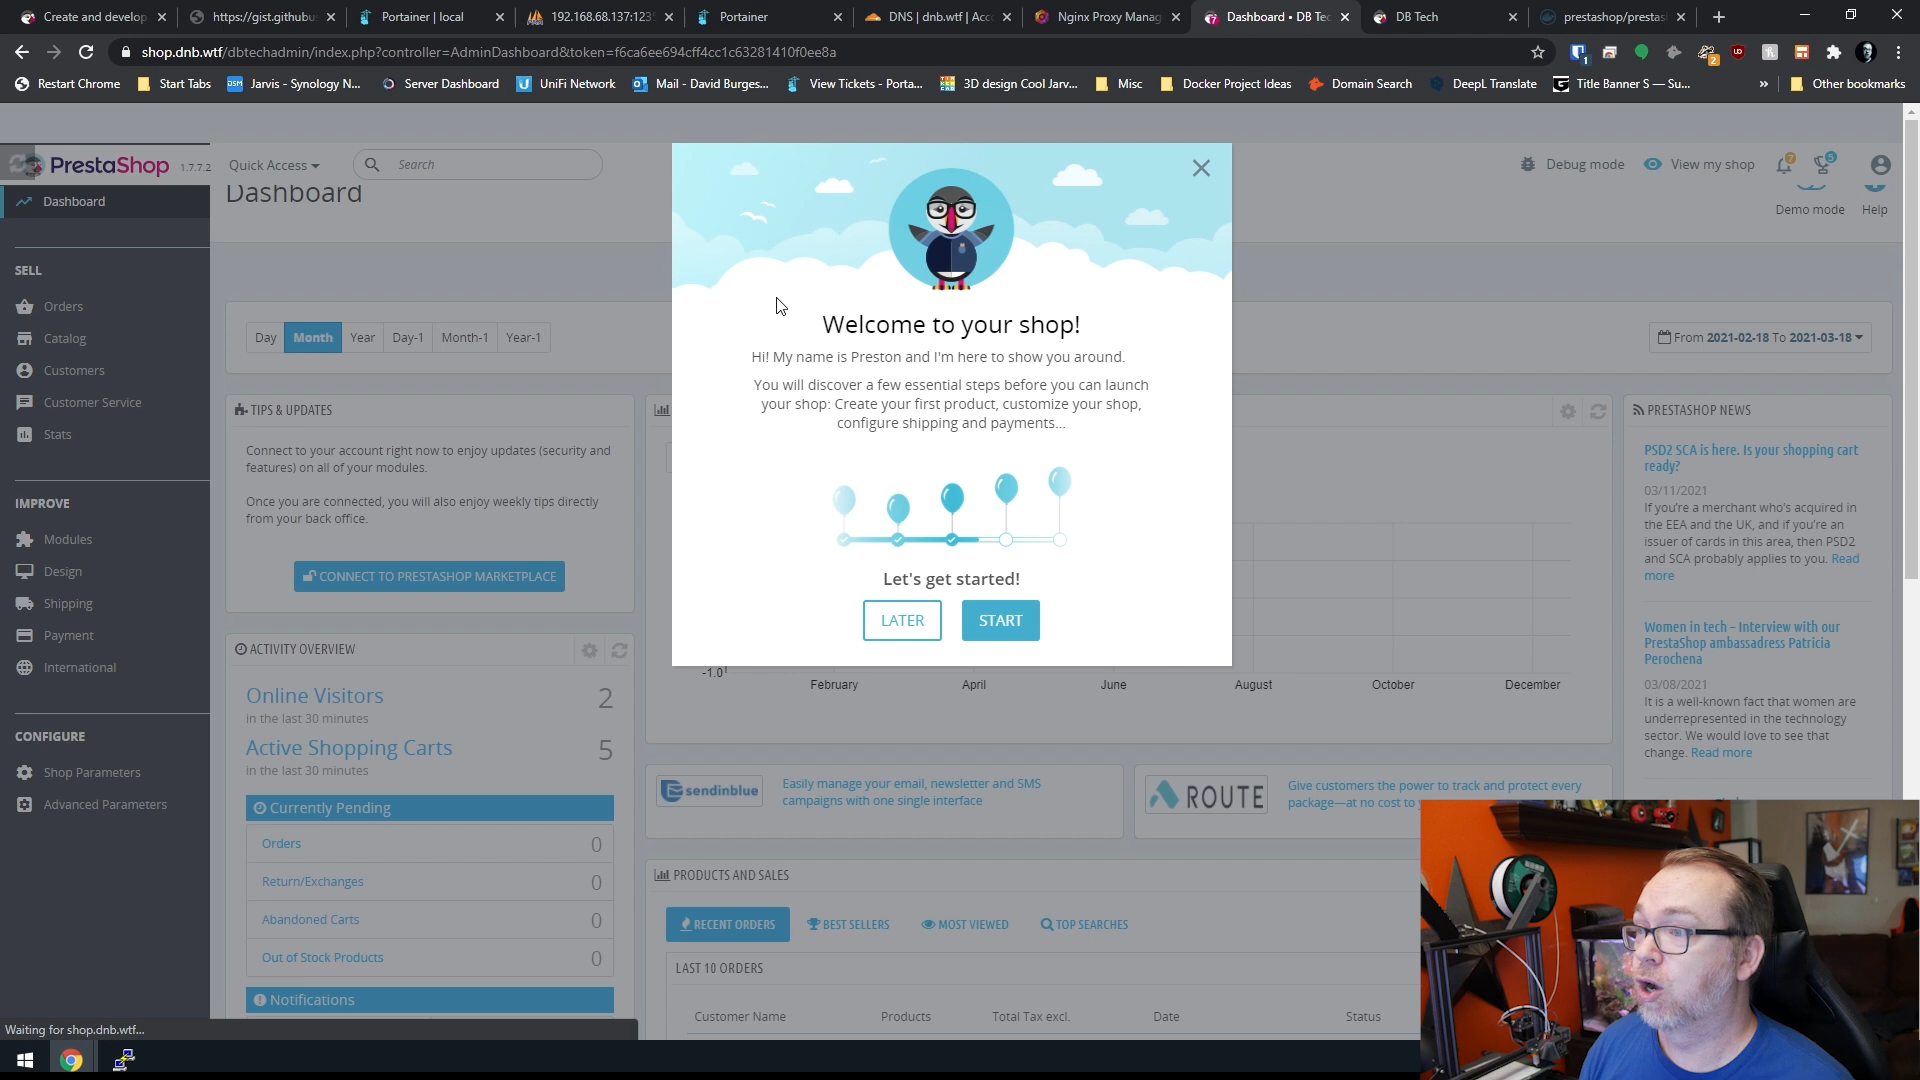 Create and develop
https://gist.githubu
Portainer | local
192.168.68.137:123
Portainer
DNS | dnb.wtf | Acc
Nginx Proxy Manag
Dashboard • DB Tec
DB Tech
prestashop/prestas
shop.dnb.wtf/dbtechadmin/index.php?controller=AdminDashboard&token=f6ca6ee694cff4cc1c63281410f0ee8a
Restart Chrome
Start Tabs
Jarvis - Synology N...
Server Dashboard
UniFi Network
Mail - David Burges...
View Tickets - Porta...
3D design Cool Jarv...
Misc
Docker Project Ideas
Domain Search
DeepL Translate
Title Banner S — Su...
»
Other bookmarks
PrestaShop 1.7.7.2
Quick Access
Search
Debug mode
View my shop
7
5
Dashboard
Demo mode
Help
Dashboard
SELL
Orders
Catalog
Customers
Customer Service
Stats
IMPROVE
Modules
Design
Shipping
Payment
International
CONFIGURE
Shop Parameters
Advanced Parameters
Day
Month
Year
Day-1
Month-1
Year-1
From 2021-02-18 To 2021-03-18
TIPS & UPDATES
Connect to your account right now to enjoy updates (security and
features) on all of your modules.
Once you are connected, you will also enjoy weekly tips directly
from your back office.
CONNECT TO PRESTASHOP MARKETPLACE
ACTIVITY OVERVIEW
Online Visitors 2
in the last 30 minutes
Active Shopping Carts 5
in the last 30 minutes
Currently Pending
Orders 0
Return/Exchanges 0
Abandoned Carts 0
Out of Stock Products 0
Notifications
Welcome to your shop!
Hi! My name is Preston and I'm here to show you around.
You will discover a few essential steps before you can launch
your shop: Create your first product, customize your shop,
configure shipping and payments...
Let's get started!
LATER
START
-1.0
February
April
June
August
October
December
sendinblue
Easily manage your email, newsletter and SMS
campaigns with one single interface
ROUTE
Give customers the power to track and protect every
package—at no cost to
PRODUCTS AND SALES
RECENT ORDERS
BEST SELLERS
MOST VIEWED
TOP SEARCHES
LAST 10 ORDERS
Customer Name
Products
Total Tax excl.
Date
Status
PRESTASHOP NEWS
PSD2 SCA is here. Is your shopping cart
ready?
03/11/2021
If you're a merchant who's acquired in
the EEA and the UK, and if you're an
issuer of cards in this area, then PSD2
and SCA probably applies to you. Read
more
Women in tech – Interview with our
PrestaShop ambassadress Patricia
Perochena
03/08/2021
It is a well-known fact that women are
underrepresented in the technology
sector. We would love to see that
change. Read more
Waiting for shop.dnb.wtf...